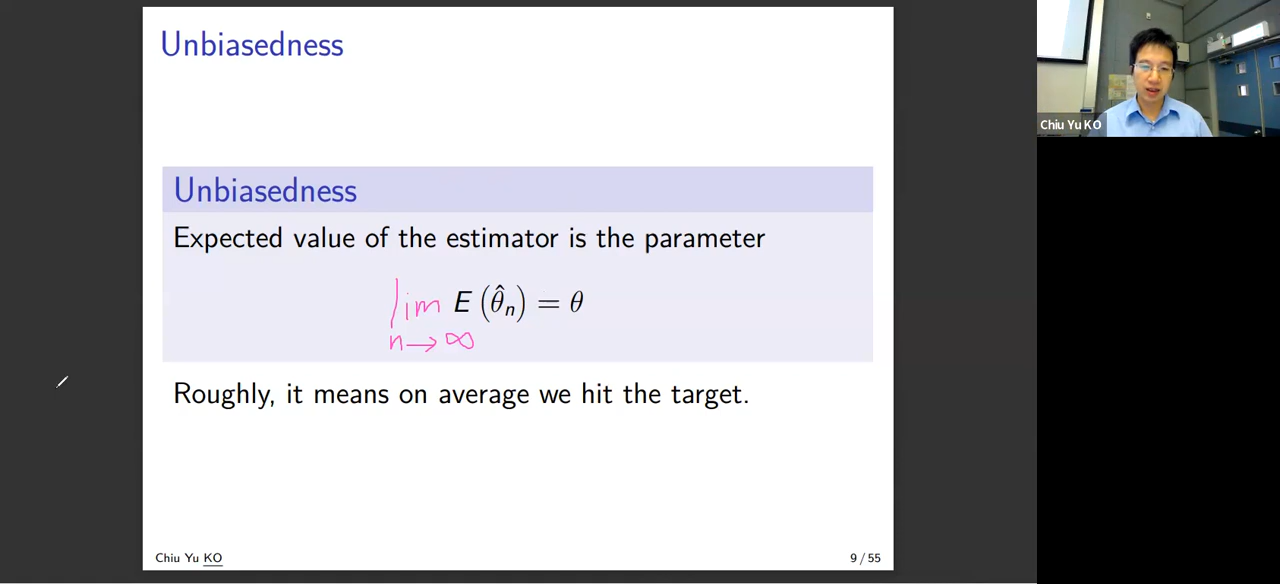 Unbiasedness
Unbiasedness
Expected value of the estimator is the parameter
lim E (θ̂ₙ) = θ
n → ∞
Roughly, it means on average we hit the target.
Chiu Yu KO
9 / 55
Chiu Yu KO